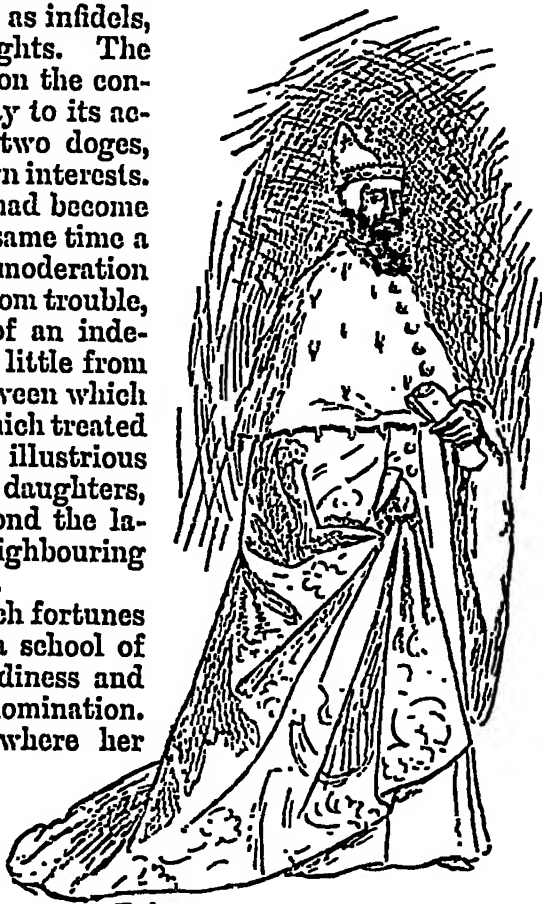 as infidels,
ghts. The
on the con-
y to its ac-
two doges,
n interests.
had become
same time a
moderation
om trouble,
of an inde-
little from
ween which
hich treated
illustrious
daughters,
ond the la-
ighbouring
ch fortunes
a school of
diness and
omination.
where her